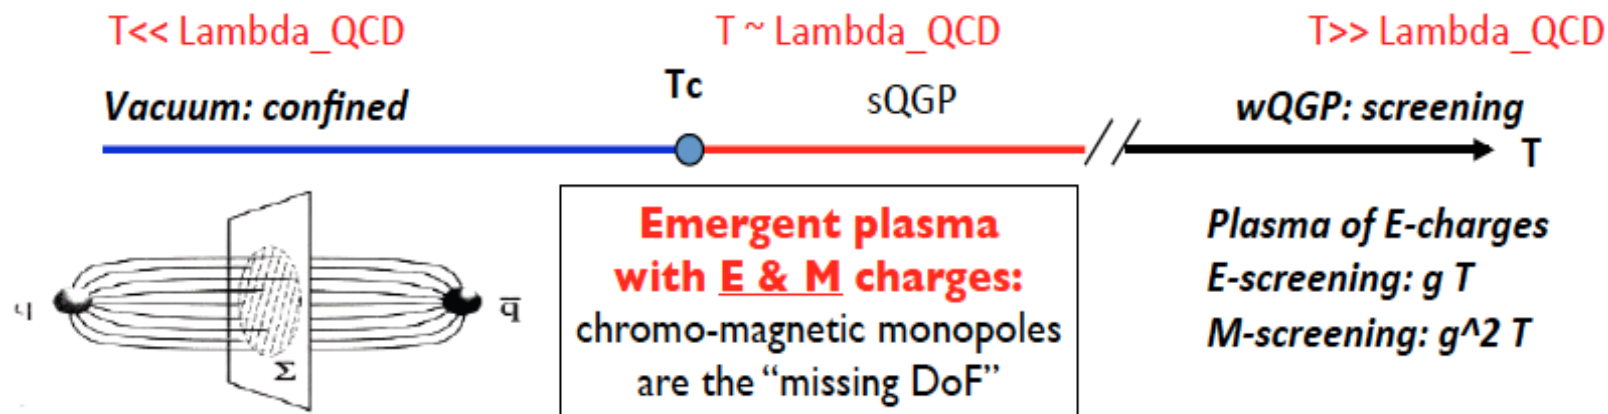 T<< Lambda_QCD
T ~ Lambda_QCD
T>> Lambda_QCD
Vacuum: confined
Tc
sQGP
wQGP: screening
T
q̄
Σ
Emergent plasma
with E & M charges:
chromo-magnetic monopoles
are the “missing DoF”
Plasma of E-charges
E-screening: g T
M-screening: g^2 T